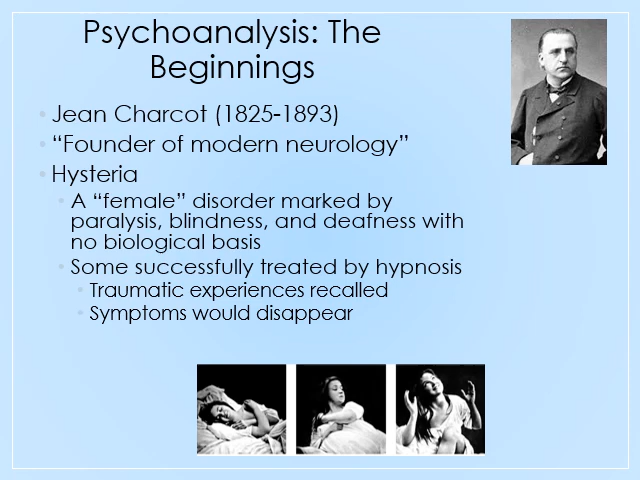 Psychoanalysis: The
Beginnings
Jean Charcot (1825-1893)
“Founder of modern neurology”
Hysteria
A “female” disorder marked by
paralysis, blindness, and deafness with
no biological basis
Some successfully treated by hypnosis
Traumatic experiences recalled
Symptoms would disappear